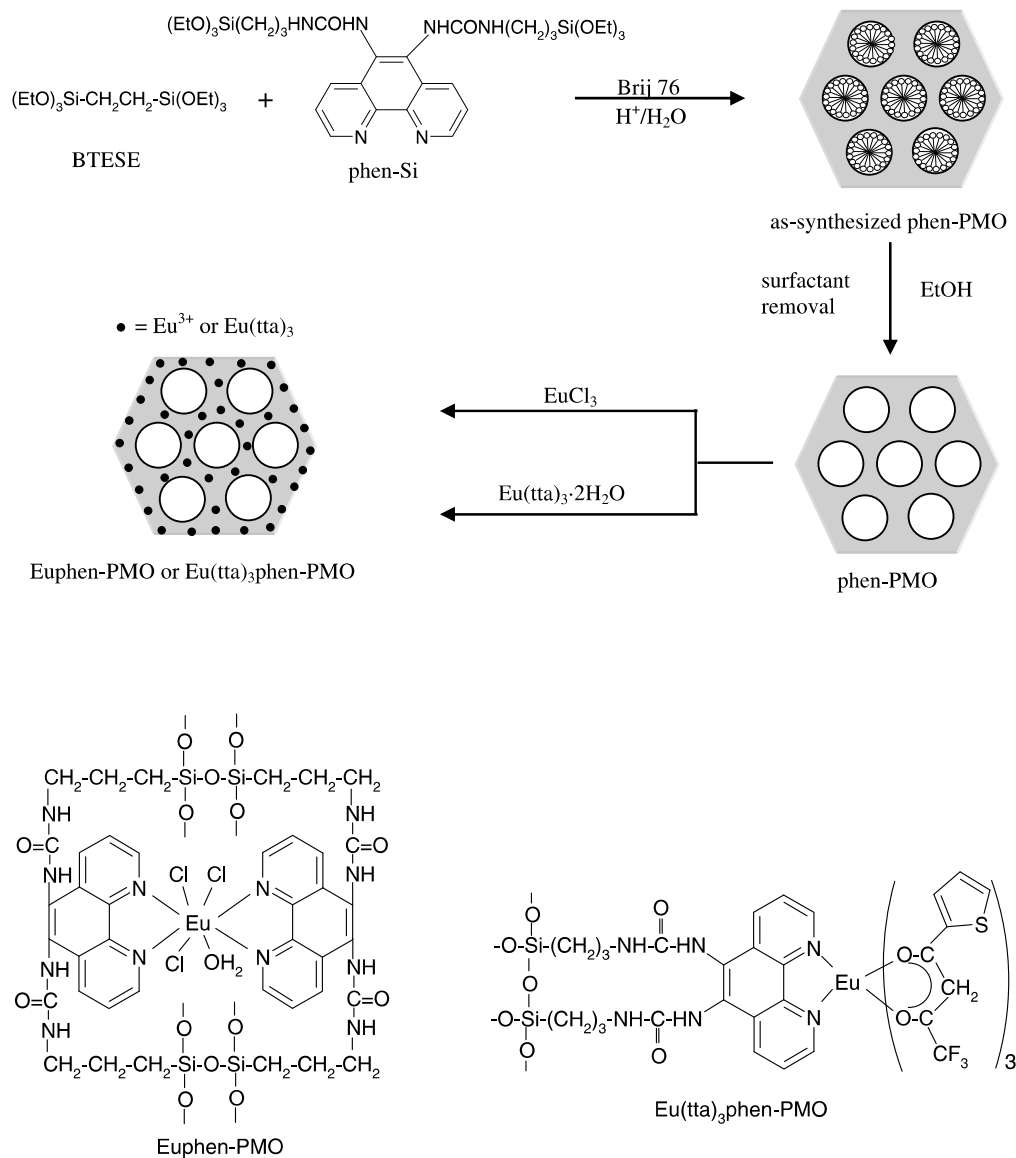 (EtO)₃Si(CH₂)₃HNCOHN NHCONH(CH₂)₃Si(OEt)₃
(EtO)₃Si-CH₂CH₂-Si(OEt)₃ +
N N
BTESE
phen-Si
Brij 76
H⁺/H₂O
as-synthesized phen-PMO
surfactant
removal
EtOH
● = Eu³⁺ or Eu(tta)₃
EuCl₃
Eu(tta)₃·2H₂O
Euphen-PMO or Eu(tta)₃phen-PMO
phen-PMO
O O
CH₂-CH₂-CH₂-Si-O-Si-CH₂-CH₂-CH₂
O O
NH NH
O=C C=O
NH NH
Cl Cl
N N
Eu
N N
Cl OH₂
NH NH
O=C C=O
NH NH
O O
CH₂-CH₂-CH₂-Si-O-Si-CH₂-CH₂-CH₂
O O
Euphen-PMO
O O
-O-Si-(CH₂)₃-NH-C-HN N
O Eu
-O-Si-(CH₂)₃-NH-C-HN N
O O
S
O-C
CH₂
O-C
CF₃
3
Eu(tta)₃phen-PMO